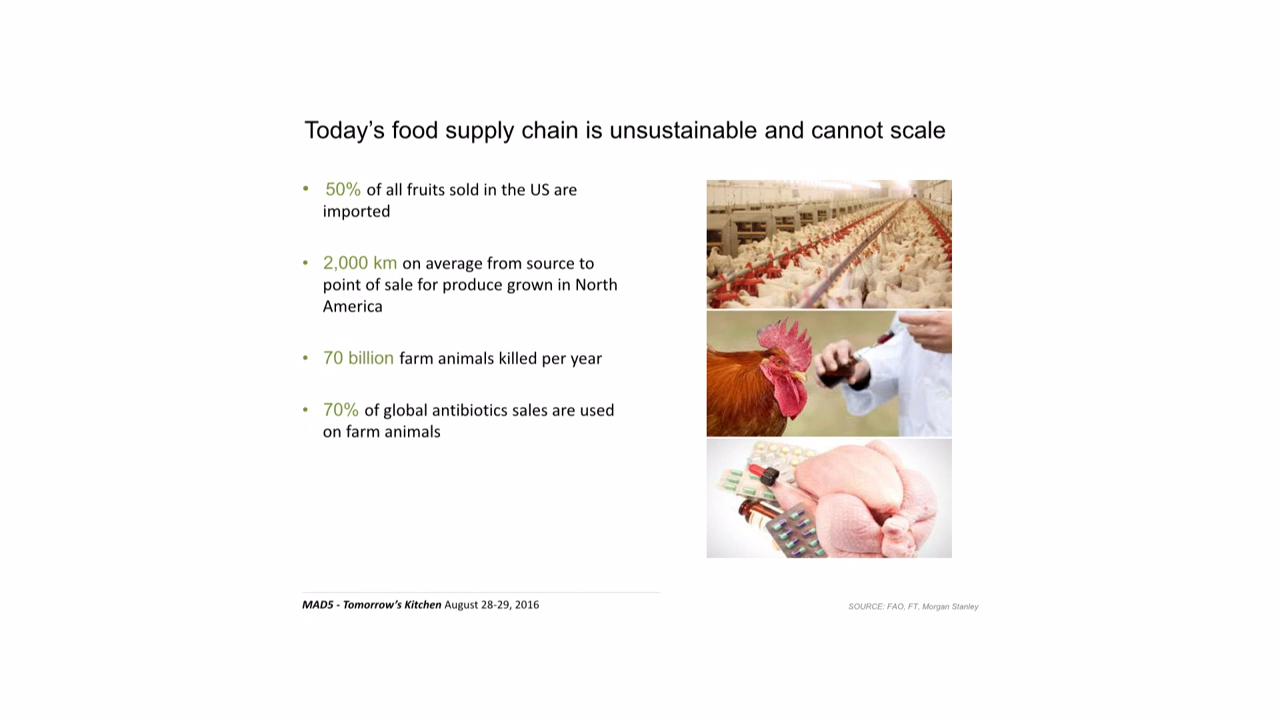 Today’s food supply chain is unsustainable and cannot scale
• 50% of all fruits sold in the US are
imported
• 2,000 km on average from source to
point of sale for produce grown in North
America
• 70 billion farm animals killed per year
• 70% of global antibiotics sales are used
on farm animals
MAD5 - Tomorrow’s Kitchen August 28-29, 2016
SOURCE: FAO, FT, Morgan Stanley